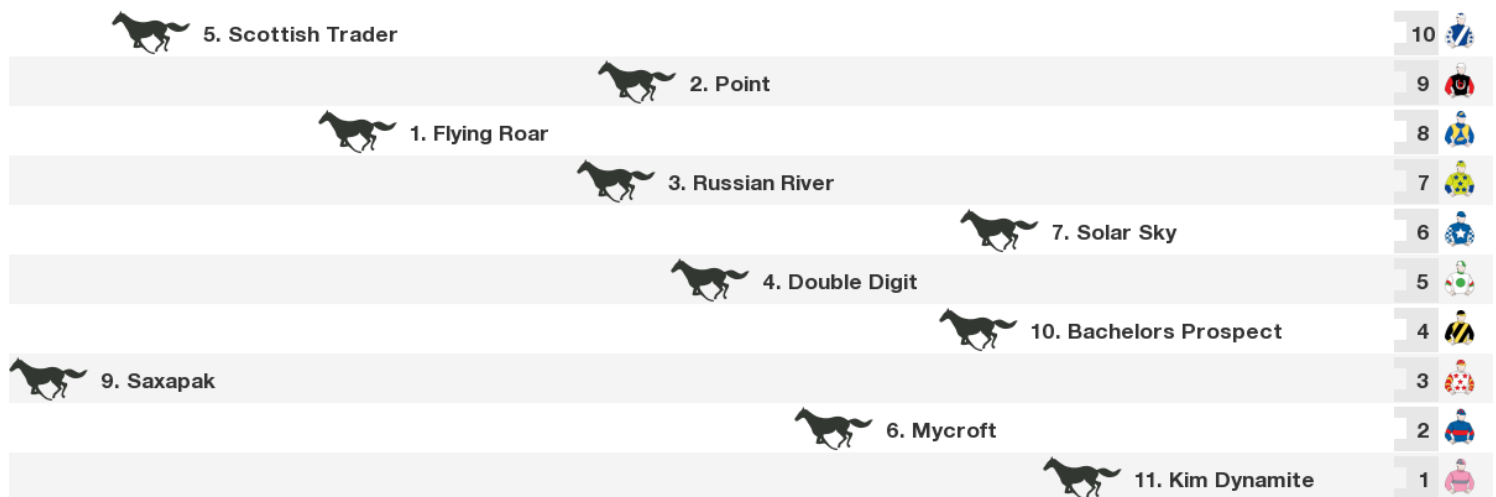 5. Scottish Trader 10
2. Point 9
1. Flying Roar 8
3. Russian River 7
7. Solar Sky 6
4. Double Digit 5
10. Bachelors Prospect 4
9. Saxapak 3
6. Mycroft 2
11. Kim Dynamite 1